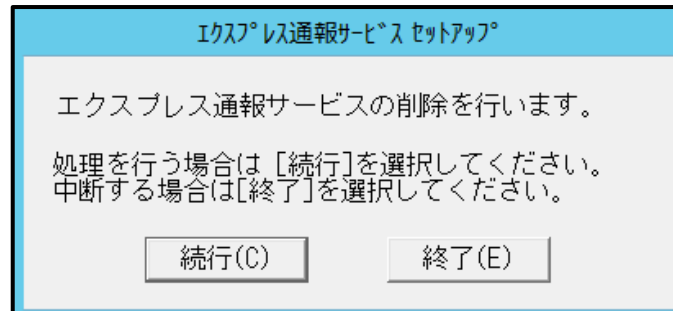 ｴｸｽﾌﾟﾚｽ通報ｻｰﾋﾞｽ ｾｯﾄｱｯﾌﾟ
エクスプレス通報サービスの削除を行います。
処理を行う場合は［続行]を選択してください。
中断する場合は[終了]を選択してください。
続行(C)
終了(E)